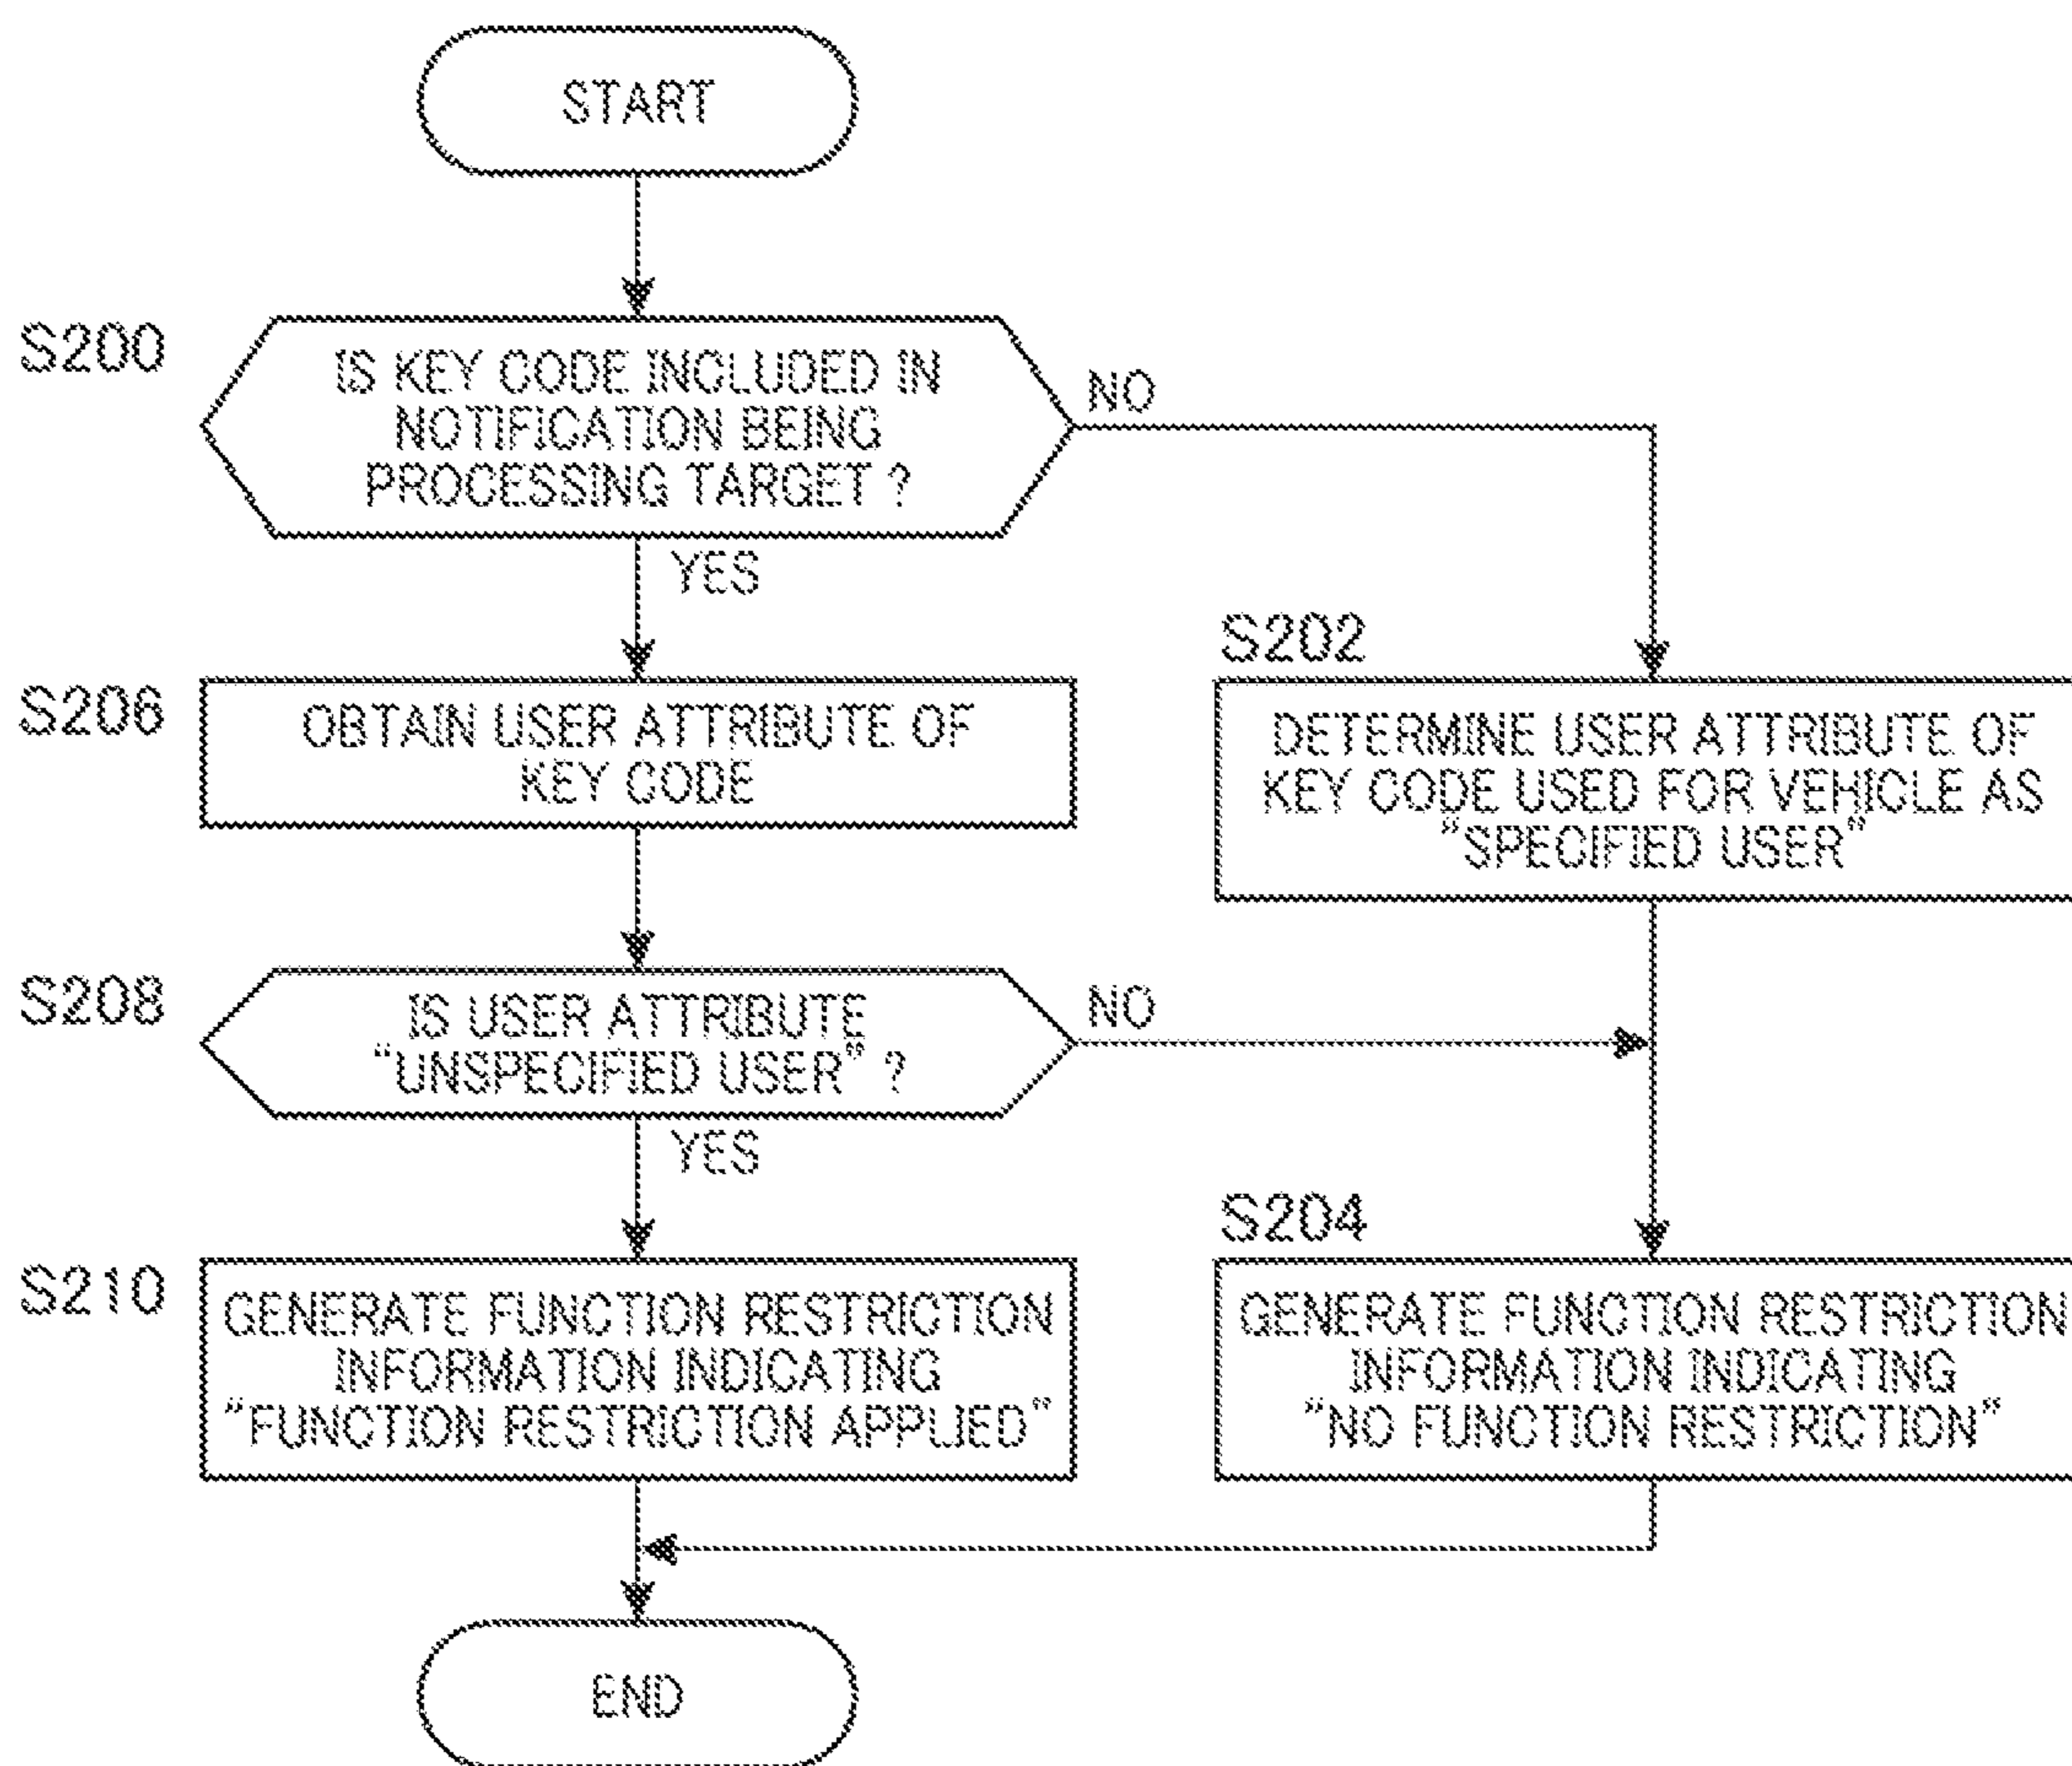 START
S200
IS KEY CODE INCLUDED IN
NOTIFICATION BEING
PROCESSING TARGET ?
NO
YES
S202
DETERMINE USER ATTRIBUTE OF
KEY CODE USED FOR VEHICLE AS
“SPECIFIED USER”
S206
OBTAIN USER ATTRIBUTE OF
KEY CODE
S208
IS USER ATTRIBUTE
“UNSPECIFIED USER” ?
NO
YES
S204
GENERATE FUNCTION RESTRICTION
INFORMATION INDICATING
“NO FUNCTION RESTRICTION”
S210
GENERATE FUNCTION RESTRICTION
INFORMATION INDICATING
“FUNCTION RESTRICTION APPLIED”
END